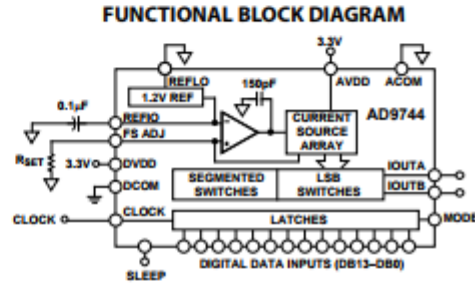 FUNCTIONAL BLOCK DIAGRAM
3.3V
REFLO
150pF
AVDD
ACOM
1.2V REF
AD9744
0.1µF
REFIO
CURRENT
SOURCE
ARRAY
FS ADJ
RSET
3.3V
DVDD
DCOM
SEGMENTED
SWITCHES
LSB
SWITCHES
IOUTA
IOUTB
CLOCK
CLOCK
LATCHES
MODE
SLEEP
DIGITAL DATA INPUTS (DB13–DB0)